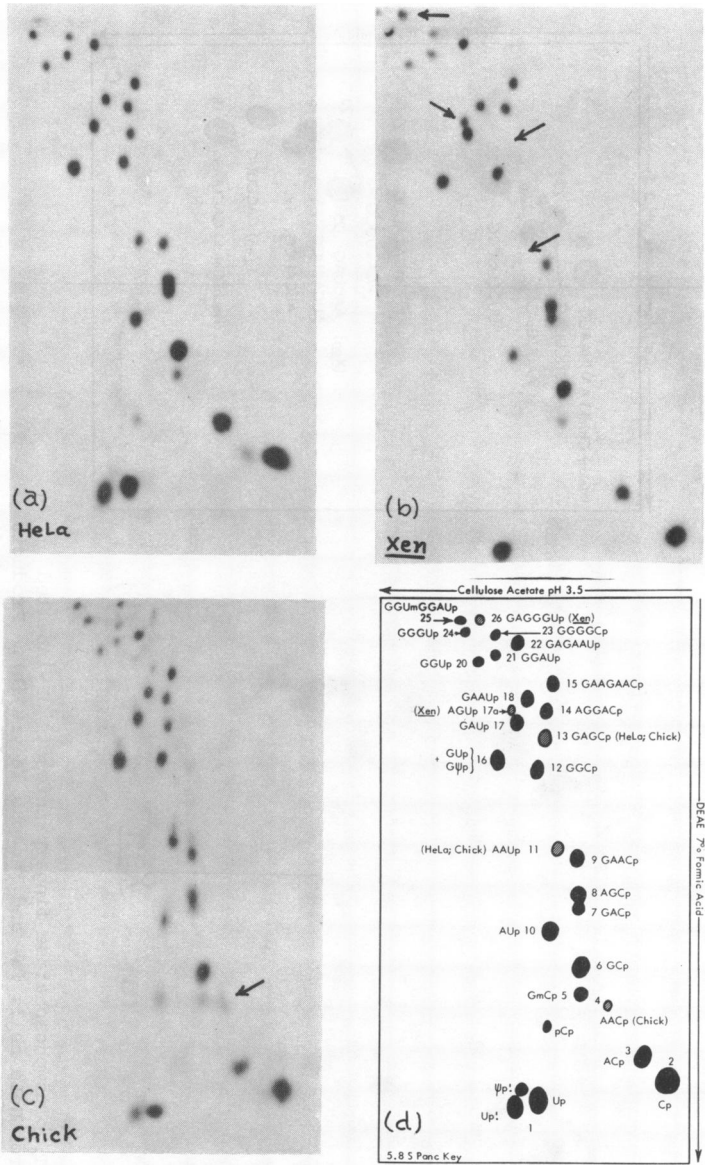 (a)
HeLa
(b)
Xen
(c)
Chick
Cellulose Acetate pH 3.5
GGUmGGAUp
25
26 GAGGGUp (Xen)
GGGUp 24
23 GGGGCp
22 GAGAAUp
GGUp 20
21 GGAUp
15 GAAGAACp
GAAUp 18
(Xen) AGUp 17a
14 AGGACp
GAUp 17
13 GAGCp (HeLa; Chick)
GUp
+
GΨp
16
12 GGCp
(HeLa; Chick) AAUp 11
9 GAACp
8 AGCp
7 GACp
AUp 10
6 GCp
GmCp 5
4
AACp (Chick)
pCp
ACp 3
2
Cp
Ψp!
Up!
Up
1
DEAE 7% Formic Acid
(d)
5.8 S Panc Key